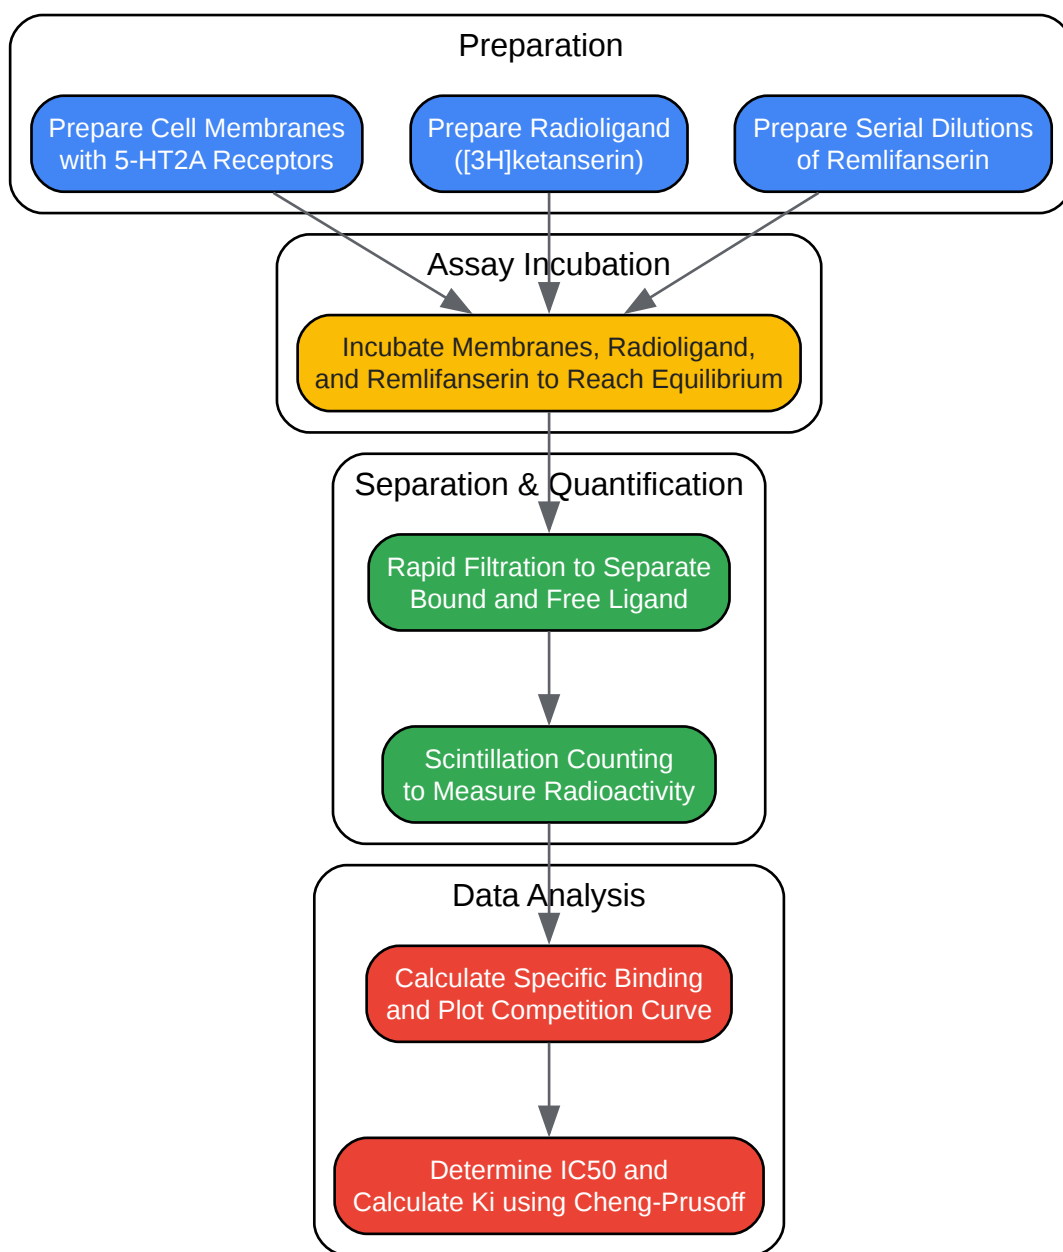 Preparation
Prepare Cell Membranes
with 5-HT2A Receptors
Prepare Radioligand
([3H]ketanserin)
Prepare Serial Dilutions
of Remlifanserin
Assay Incubation
Incubate Membranes, Radioligand,
and Remlifanserin to Reach Equilibrium
Separation & Quantification
Rapid Filtration to Separate
Bound and Free Ligand
Scintillation Counting
to Measure Radioactivity
Data Analysis
Calculate Specific Binding
and Plot Competition Curve
Determine IC50 and
Calculate Ki using Cheng-Prusoff